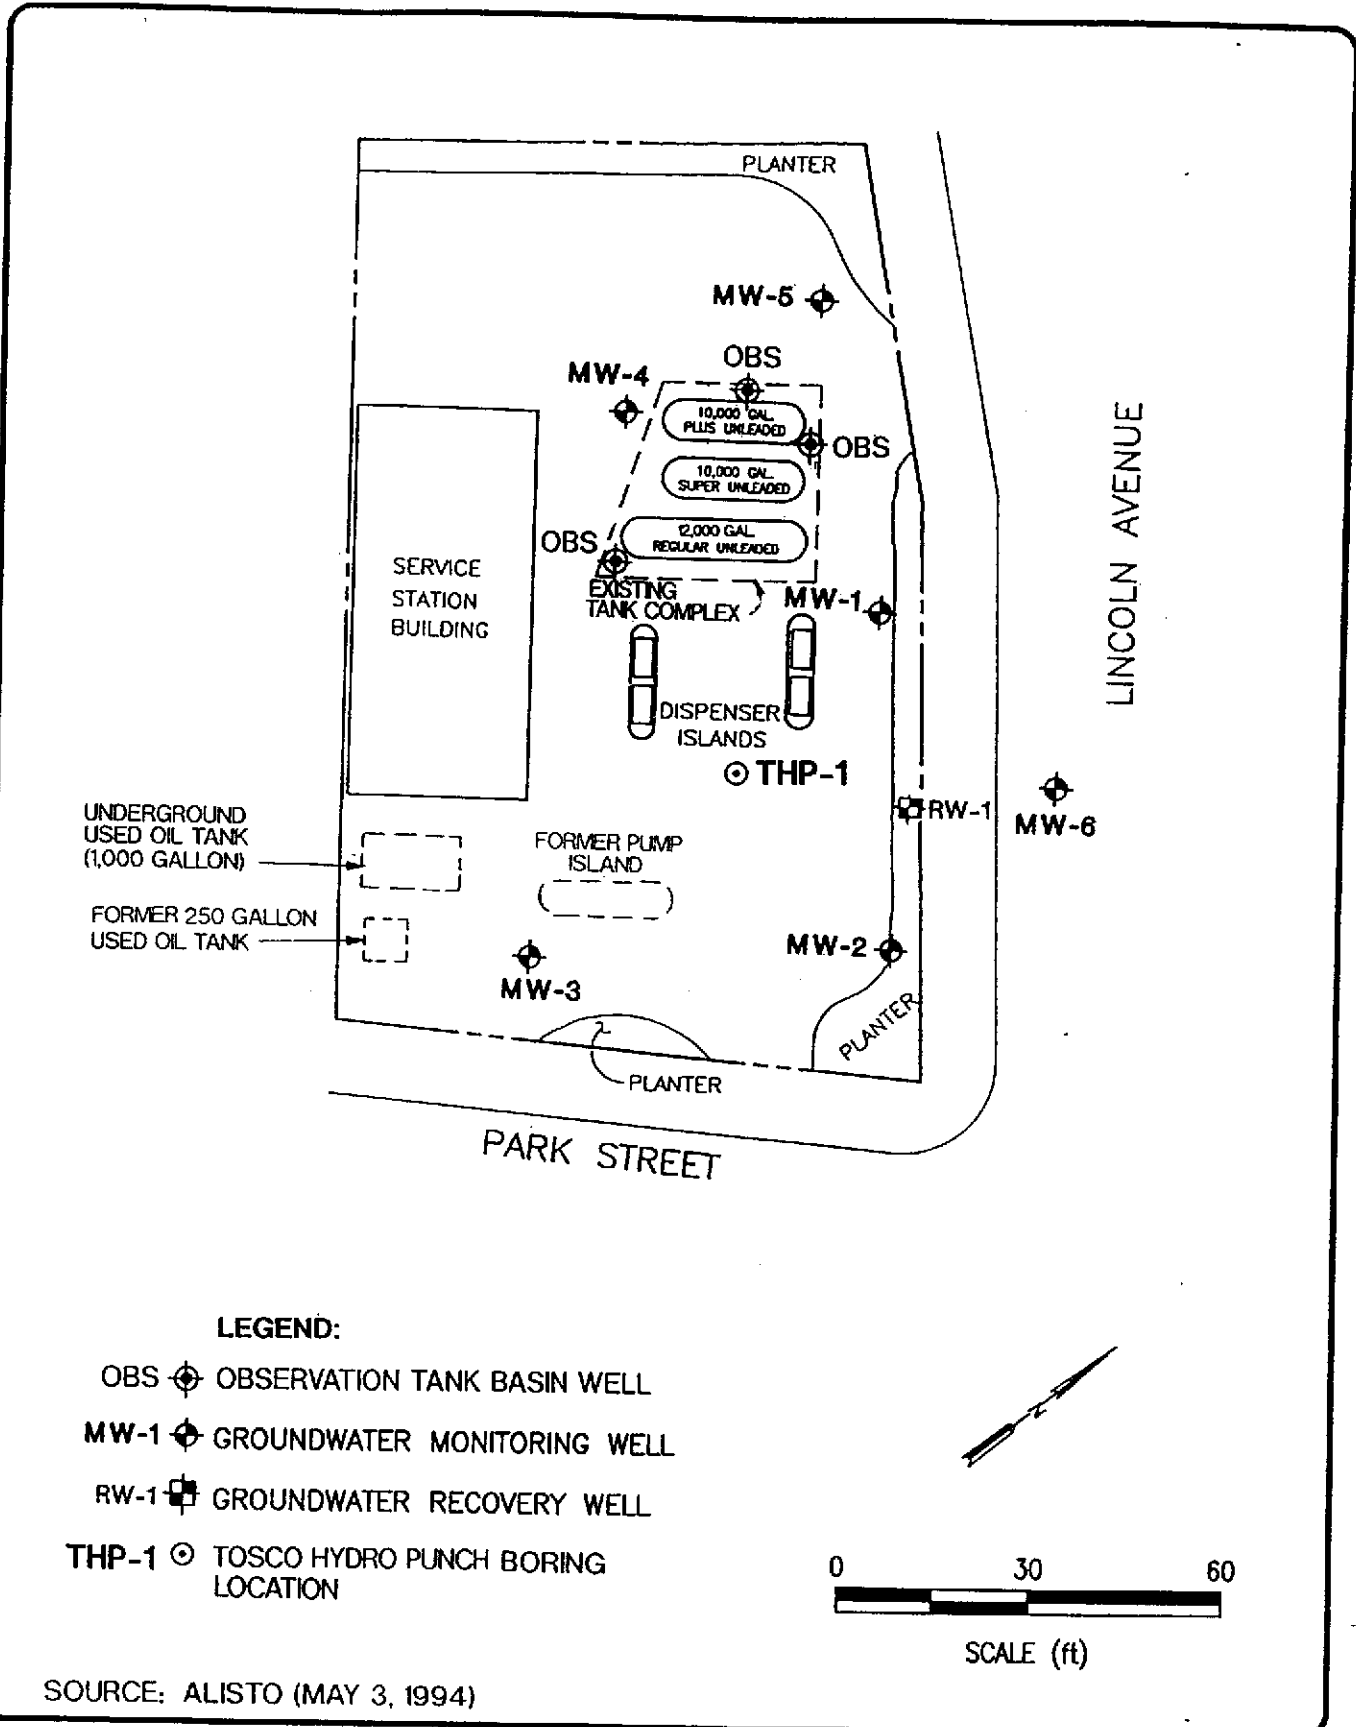 PLANTER
MW-5
OBS
MW-4
10,000 GAL.
PLUS UNLEADED
OBS
10,000 GAL.
SUPER UNLEADED
12,000 GAL.
REGULAR UNLEADED
OBS
SERVICE
STATION
BUILDING
EXISTING
TANK COMPLEX
MW-1
LINCOLN AVENUE
DISPENSER
ISLANDS
THP-1
RW-1
MW-6
UNDERGROUND
USED OIL TANK
(1,000 GALLON)
FORMER PUMP
ISLAND
FORMER 250 GALLON
USED OIL TANK
MW-2
MW-3
PLANTER
PLANTER
PARK STREET
LEGEND:
OBS OBSERVATION TANK BASIN WELL
MW-1 GROUNDWATER MONITORING WELL
RW-1 GROUNDWATER RECOVERY WELL
THP-1 TOSCO HYDRO PUNCH BORING
LOCATION
Z
0 30 60
SCALE (ft)
SOURCE: ALISTO (MAY 3, 1994)